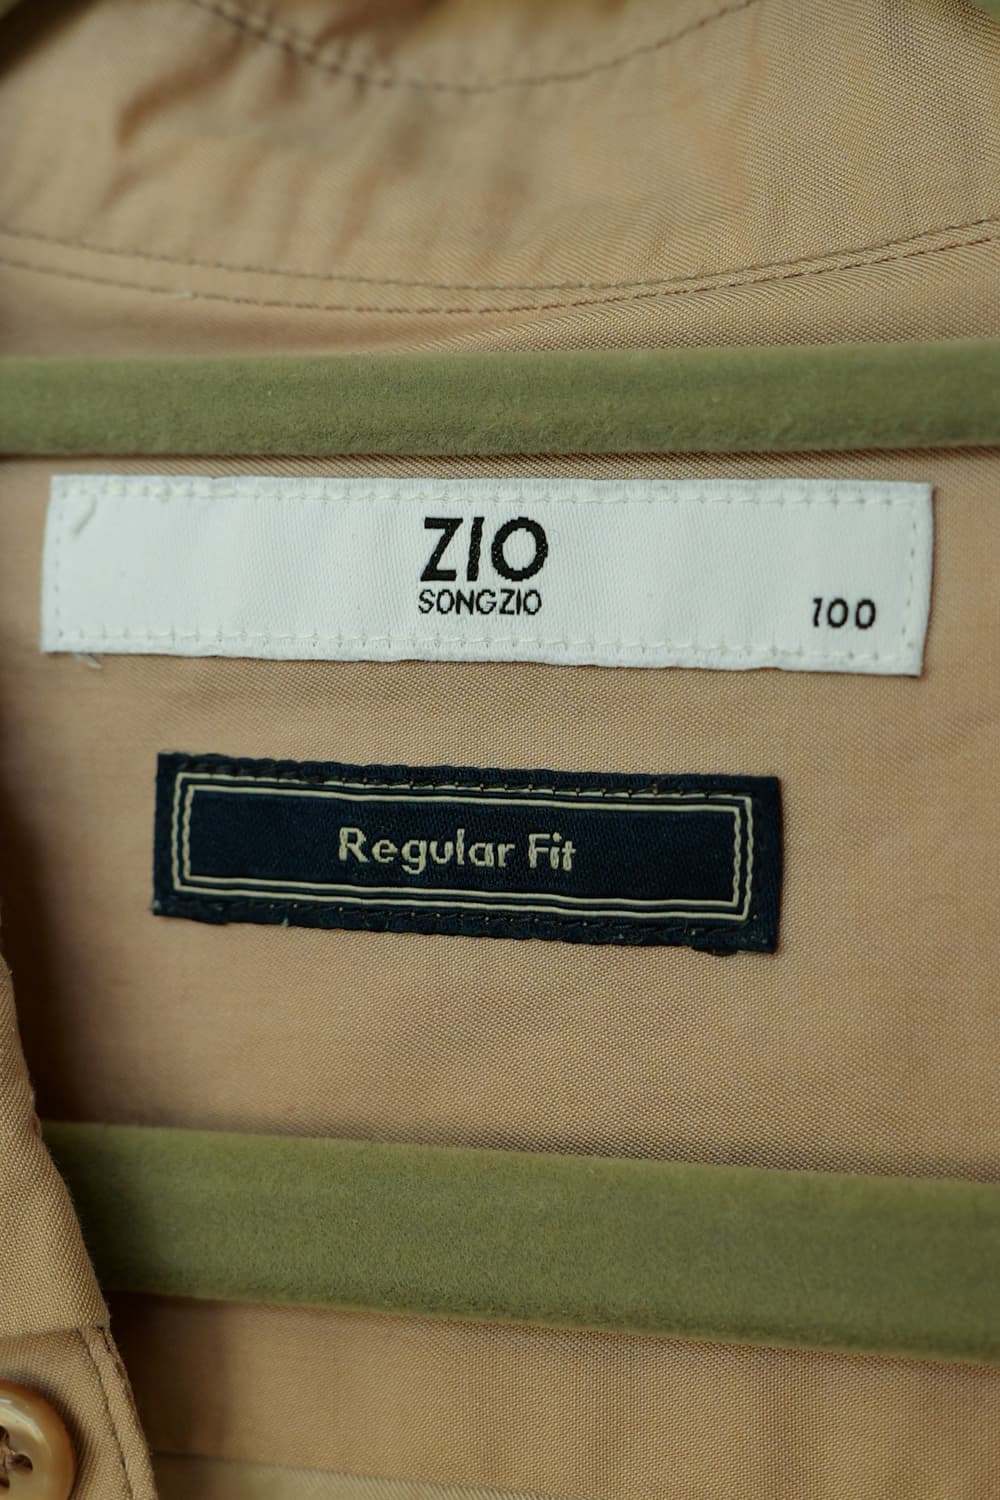 ZIO
SONGZIO
100
Regular Fit